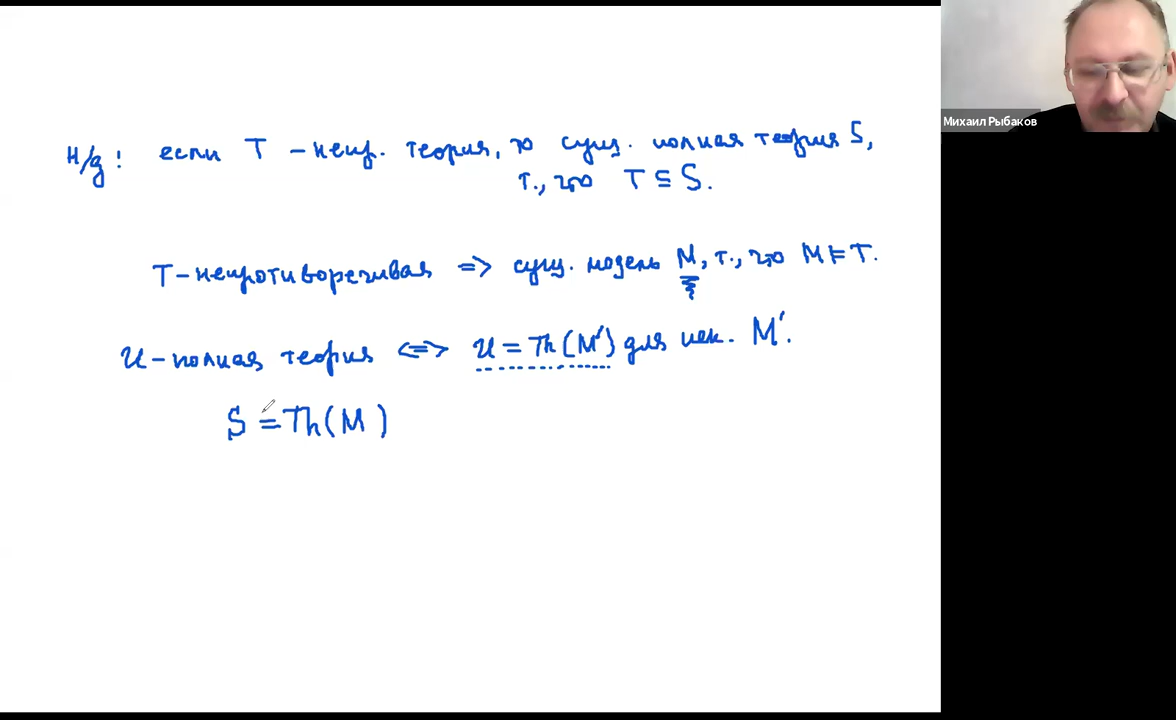 Н/д: если T – непр. теория, то сущ. полная теория S,
т., что T ⊆ S.
T – непротиворечивая ⇒ сущ. модель M, т., что M ⊨ T.
U – полная теория ⇔ U = Th(M′) для нек. M′.
S = Th(M)
Михаил Рыбаков